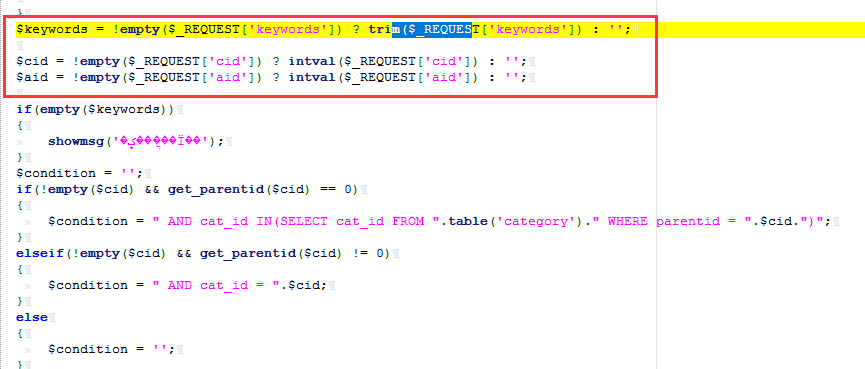 }
$keywords = !empty($_REQUEST['keywords']) ? trim($_REQUEST['keywords']) : '';
$cid = !empty($_REQUEST['cid']) ? intval($_REQUEST['cid']) : '';
$aid = !empty($_REQUEST['aid']) ? intval($_REQUEST['aid']) : '';
if(empty($keywords))
{
showmsg('');
}
$condition = '';
if(!empty($cid) && get_parentid($cid) == 0)
{
$condition = " AND cat_id IN(SELECT cat_id FROM ".table('category')." WHERE parentid = ".$cid.")";
}
elseif(!empty($cid) && get_parentid($cid) != 0)
{
$condition = " AND cat_id = ".$cid;
}
else
{
$condition = '';
}